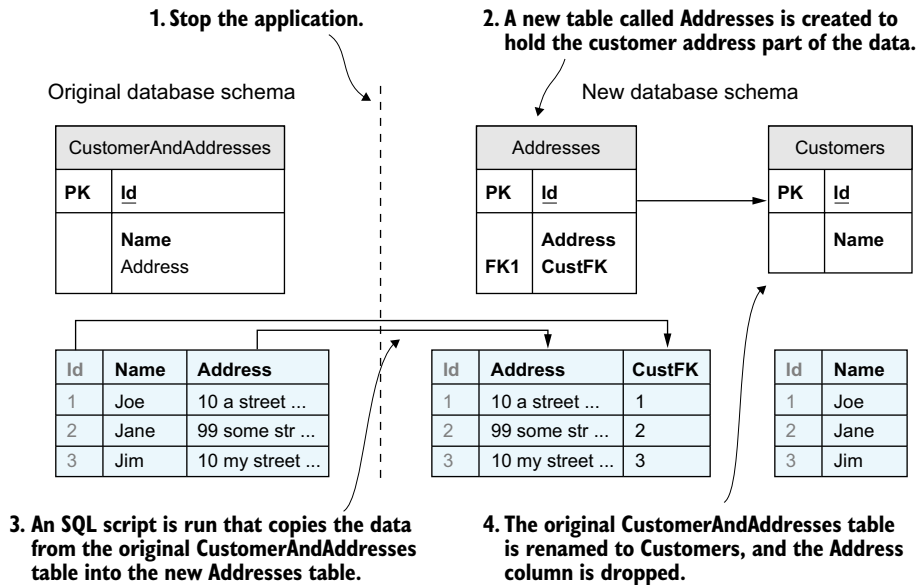 1. Stop the application.
2. A new table called Addresses is created to
hold the customer address part of the data.
Original database schema
New database schema
CustomerAndAddresses
PK Id
Name
Address
Addresses
PK Id
Address
FK1 CustFK
Customers
PK Id
Name
Id Name Address
1 Joe 10 a street ...
2 Jane 99 some str ...
3 Jim 10 my street ...
Id Address CustFK
1 10 a street ... 1
2 99 some str ... 2
3 10 my street ... 3
Id Name
1 Joe
2 Jane
3 Jim
3. An SQL script is run that copies the data
from the original CustomerAndAddresses
table into the new Addresses table.
4. The original CustomerAndAddresses table
is renamed to Customers, and the Address
column is dropped.